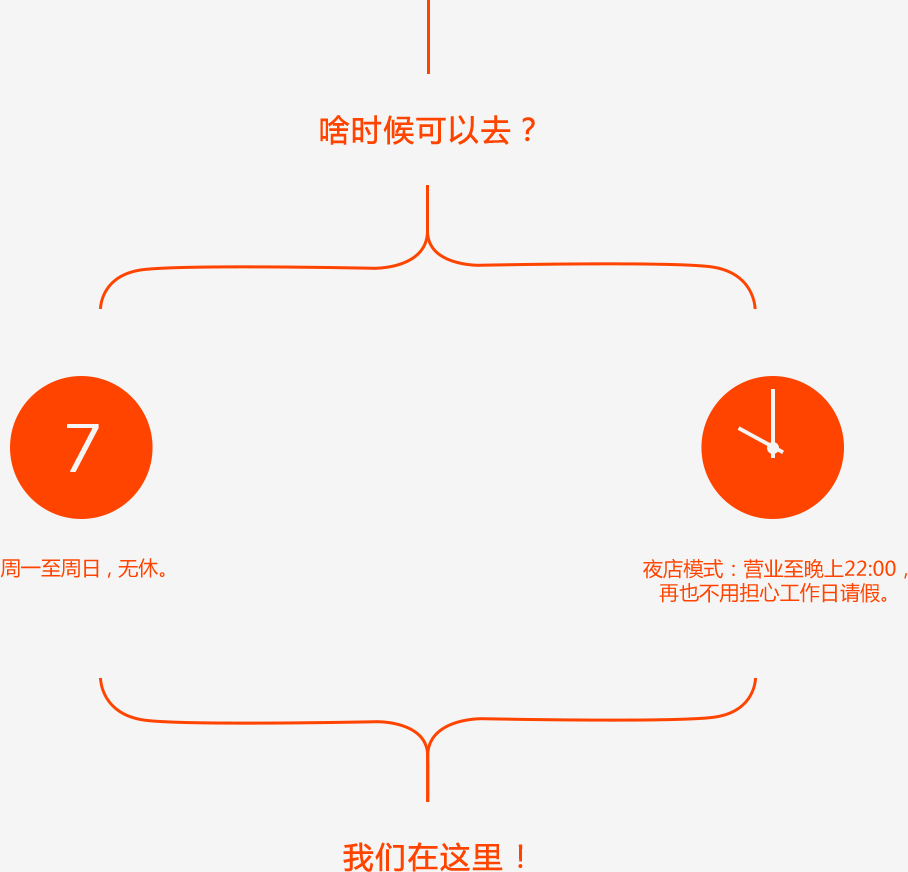 啥时候可以去？
7
周一至周日，无休。
夜店模式：营业至晚上22:00，
再也不用担心工作日请假。
我们在这里！